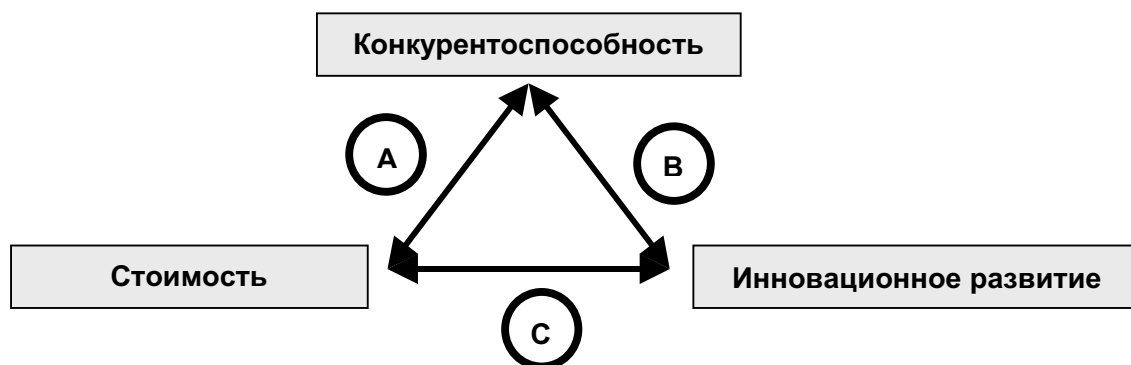 Конкурентоспособность
A
B
Стоимость
Инновационное развитие
C